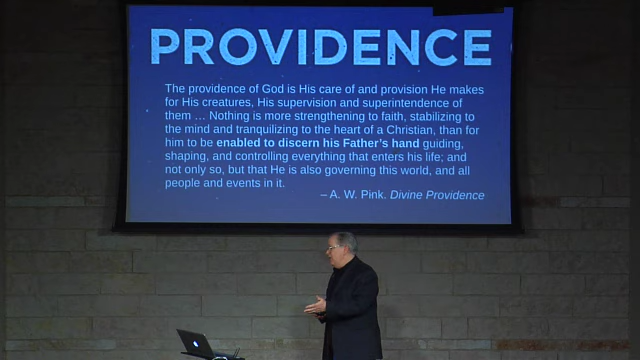 PROVIDENCE
The providence of God is His care of and provision He makes
for His creatures, His supervision and superintendence of
them … Nothing is more strengthening to faith, stabilizing to
the mind and tranquilizing to the heart of a Christian, than for
him to be enabled to discern his Father’s hand guiding,
shaping, and controlling everything that enters his life; and
not only so, but that He is also governing this world, and all
people and events in it.
– A. W. Pink. Divine Providence